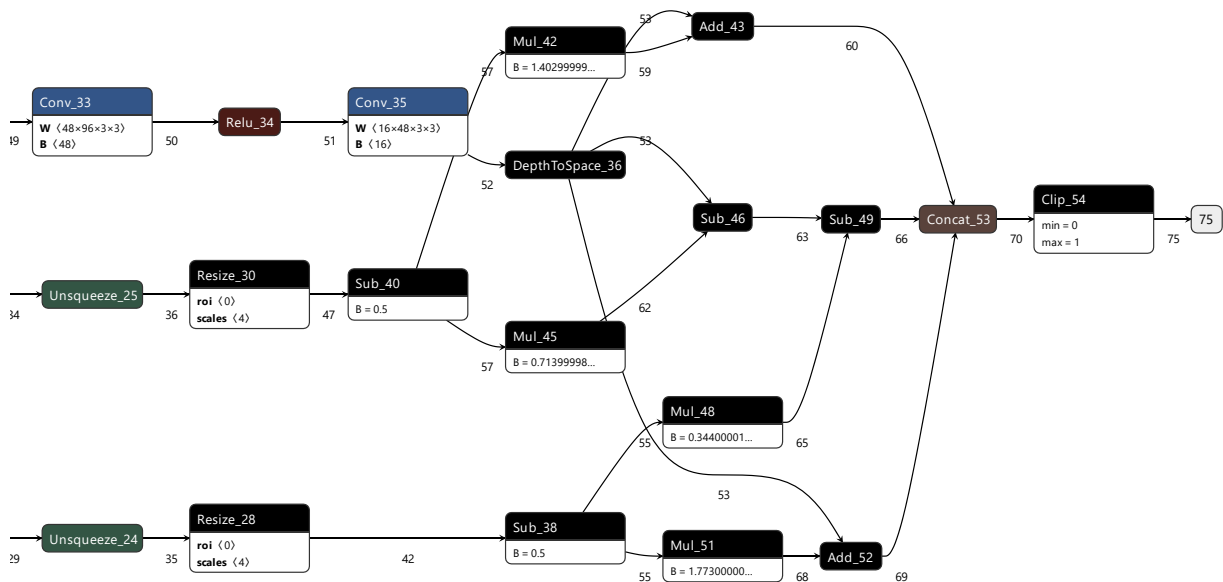 53
Mul_42
B = 1.40299999...
57
59
Add_43
60
Conv_33
W ⟨48×96×3×3⟩
B ⟨48⟩
49
50
Relu_34
51
Conv_35
W ⟨16×48×3×3⟩
B ⟨16⟩
52
DepthToSpace_36
53
Sub_46
63
Sub_49
66
Concat_53
70
Clip_54
min = 0
max = 1
75
75
34
Unsqueeze_25
36
Resize_30
roi ⟨0⟩
scales ⟨4⟩
47
Sub_40
B = 0.5
57
Mul_45
B = 0.71399998...
62
55
Mul_48
B = 0.34400001...
65
53
29
Unsqueeze_24
35
Resize_28
roi ⟨0⟩
scales ⟨4⟩
42
Sub_38
B = 0.5
55
Mul_51
B = 1.77300000...
68
Add_52
69